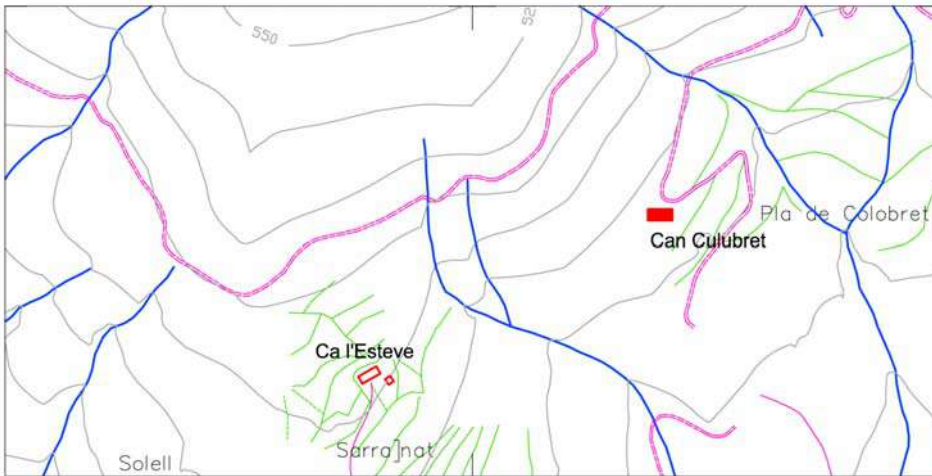 550
52
Pla de Colobret
Can Culubret
Ca l'Esteve
Sarra]nat
Solell